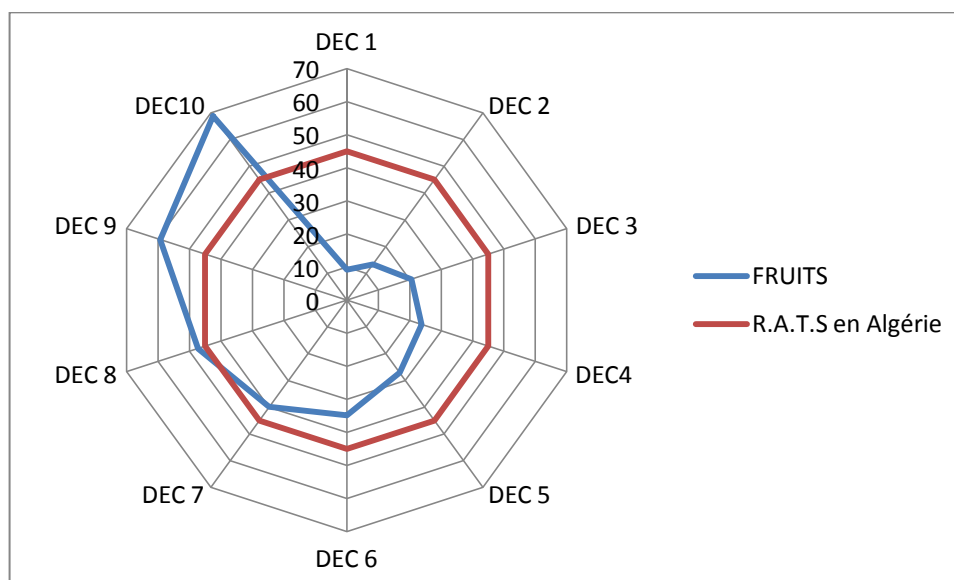 DEC 1
70
60
50
40
30
20
10
0
DEC 2
DEC 3
DEC4
DEC 5
DEC 6
DEC 7
DEC 8
DEC 9
DEC10
FRUITS
R.A.T.S en Algérie